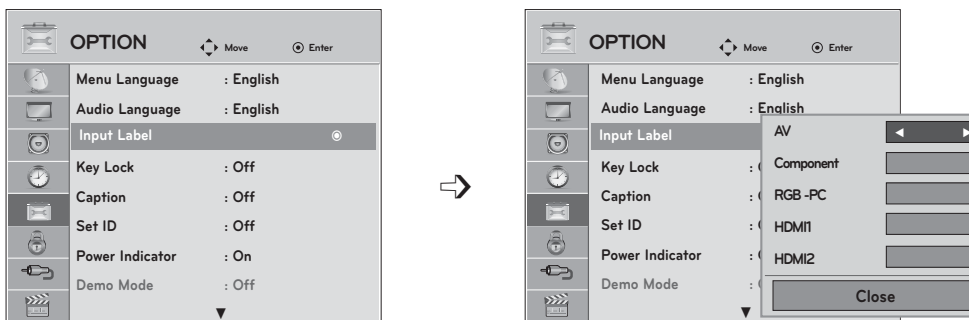 OPTION Move Enter
Menu Language : English
Audio Language : English
Input Label
Key Lock : Off
Caption : Off
Set ID : Off
Power Indicator : On
Demo Mode : Off
OPTION Move Enter
Menu Language : English
Audio Language : English
Input Label
Key Lock :
Caption :
Set ID :
Power Indicator :
Demo Mode :
AV
Component
RGB -PC
HDMI1
HDMI2
Close